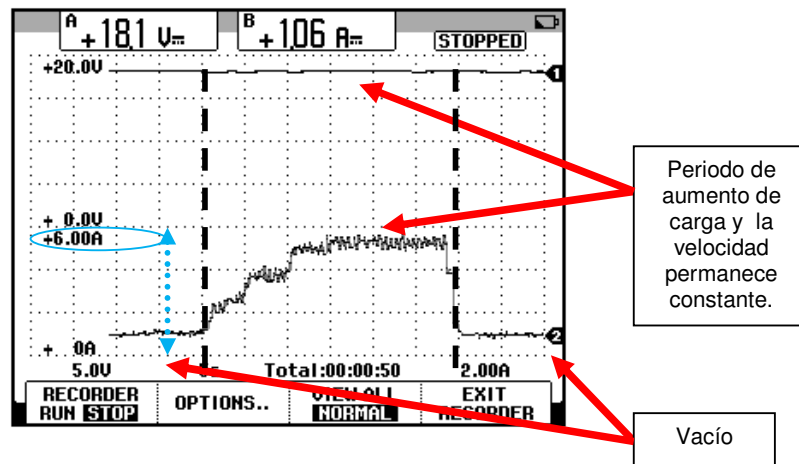 A
+ 18,1 V
B
+ 1,06 A
STOPPED
+20.0V
1
+ 0.0V
+6.00A
+ 0A
2
5.0V
Total:00:00:50
2.00A
RECORDER
RUN STOP
OPTIONS..
VIEW ALL
NORMAL
EXIT
RECORDER
Periodo de
aumento de
carga y la
velocidad
permanece
constante.
Vacío